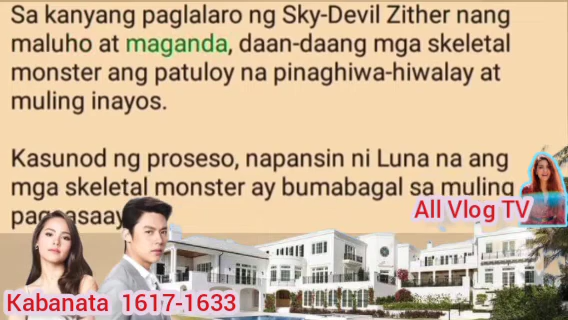 Sa kanyang paglalaro ng Sky-Devil Zither nang
maluho at maganda, daan-daang mga skeletal
monster ang patuloy na pinaghiwa-hiwalay at
muling inayos.
Kasunod ng proseso, napansin ni Luna na ang
mga skeletal monster ay bumabagal sa muling
All Vlog TV
Kabanata 1617-1633